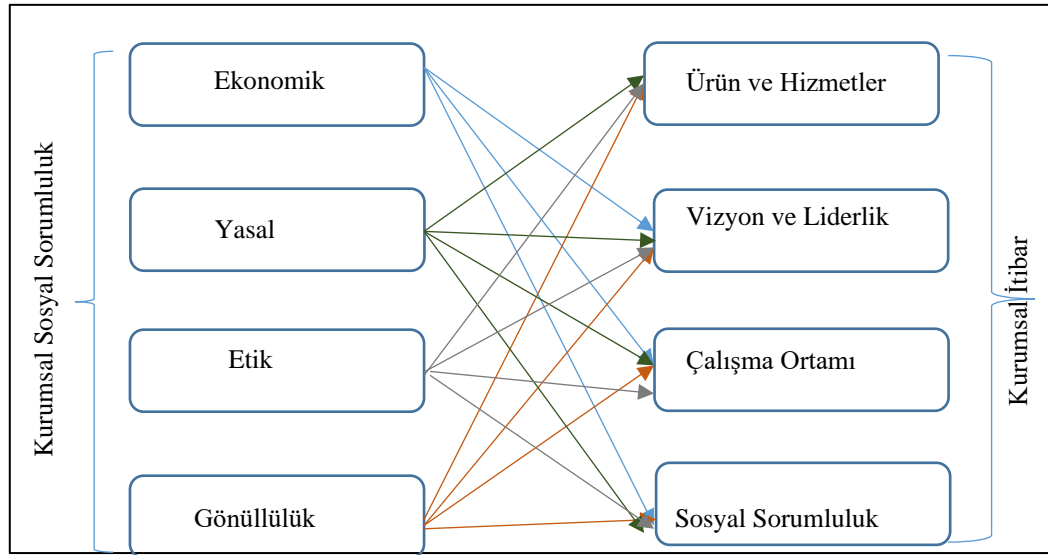 Kurumsal Sosyal Sorumluluk
Ekonomik
Yasal
Etik
Gönüllülük
Ürün ve Hizmetler
Vizyon ve Liderlik
Çalışma Ortamı
Sosyal Sorumluluk
Kurumsal İtibar